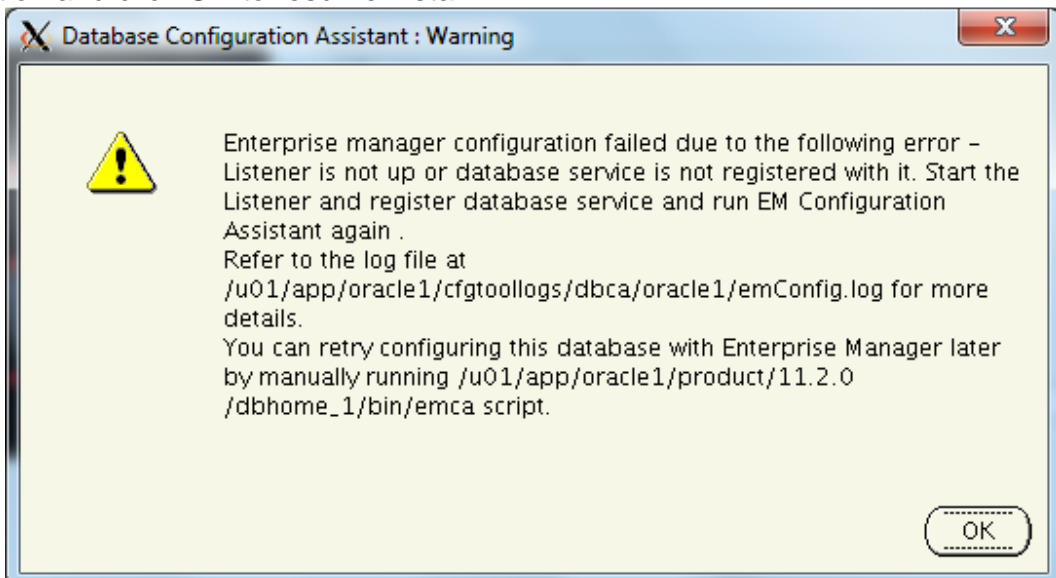 Database Configuration Assistant : Warning
Enterprise manager configuration failed due to the following error –
Listener is not up or database service is not registered with it. Start the
Listener and register database service and run EM Configuration
Assistant again .
Refer to the log file at
/u01/app/oracle1/cfgtoollogs/dbca/oracle1/emConfig.log for more
details.
You can retry configuring this database with Enterprise Manager later
by manually running /u01/app/oracle1/product/11.2.0
/dbhome_1/bin/emca script.
OK